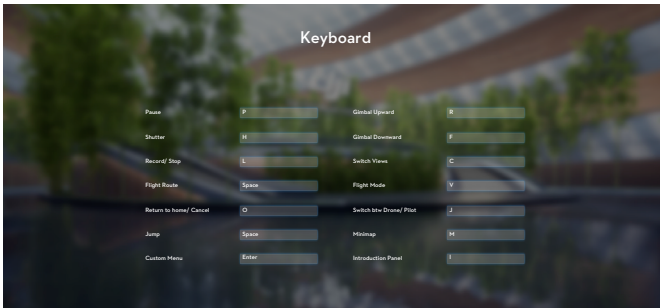 Keyboard
Pause P Gimbal Upward R
Shutter H Gimbal Downward F
Record/ Stop L Switch Views C
Flight Route Space Flight Mode V
Return to home/ Cancel O Switch btw Drone/ Pilot J
Jump Space Minimap M
Custom Menu Enter Introduction Panel I